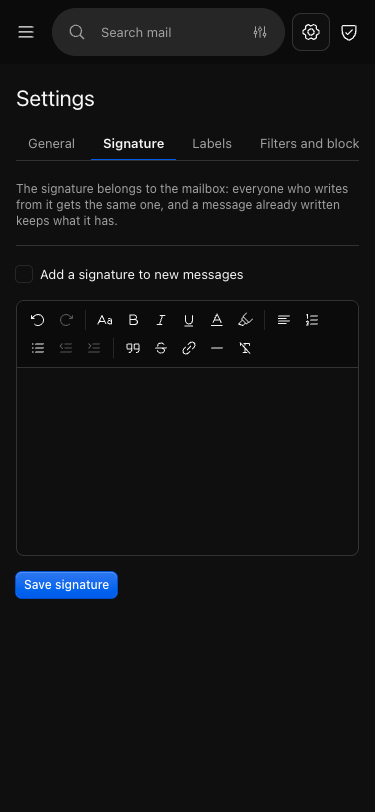 Search mail
Settings
General
Signature
Labels
Filters and block
The signature belongs to the mailbox: everyone who writes
from it gets the same one, and a message already written
keeps what it has.
Add a signature to new messages
Aa B I U A
Save signature